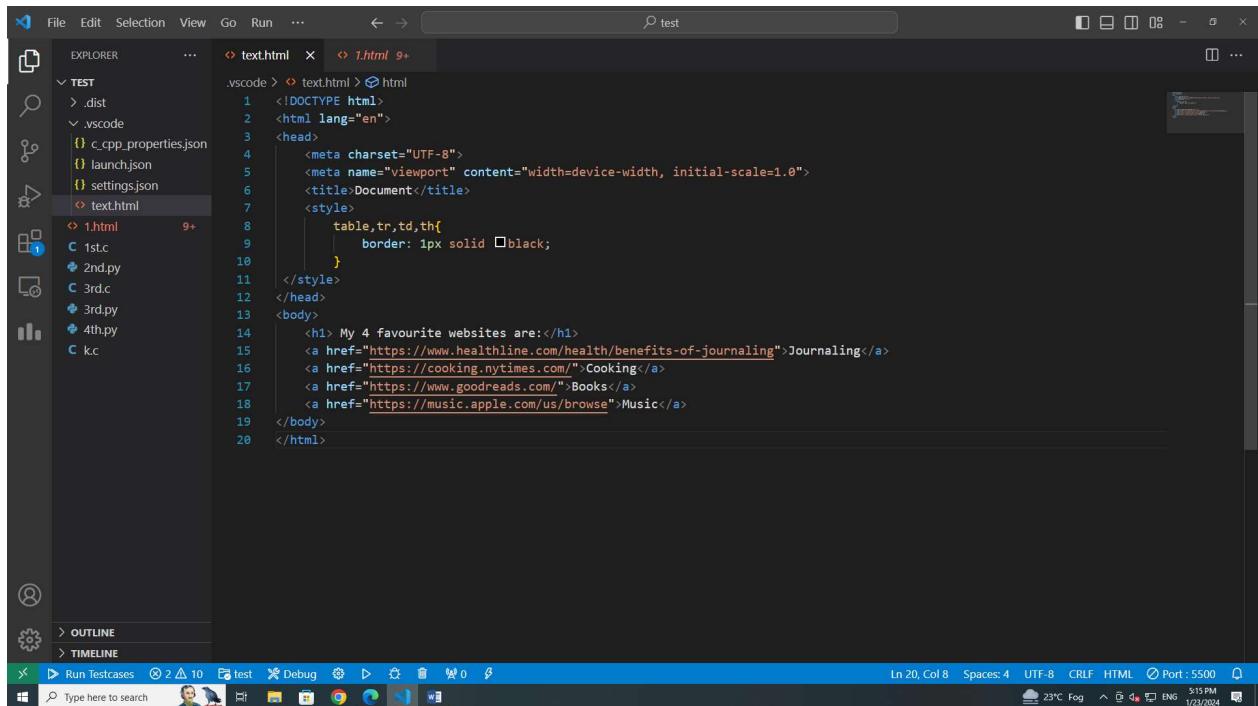 File Edit Selection View Go Run ··· ← → test
EXPLORER ···
TEST
> .dist
.vscode
{} c_cpp_properties.json
{} launch.json
{} settings.json
<> text.html
<> 1.html 9+
C 1st.c
2nd.py
C 3rd.c
3rd.py
4th.py
C k.c
> OUTLINE
> TIMELINE
<> text.html × <> 1.html 9+
.vscode > <> text.html > html
1 <!DOCTYPE html>
2 <html lang="en">
3 <head>
4 <meta charset="UTF-8">
5 <meta name="viewport" content="width=device-width, initial-scale=1.0">
6 <title>Document</title>
7 <style>
8 table,tr,td,th{
9 border: 1px solid black;
10 }
11 </style>
12 </head>
13 <body>
14 <h1> My 4 favourite websites are:</h1>
15 <a href="https://www.healthline.com/health/benefits-of-journaling">Journaling</a>
16 <a href="https://cooking.nytimes.com/">Cooking</a>
17 <a href="https://www.goodreads.com/">Books</a>
18 <a href="https://music.apple.com/us/browse">Music</a>
19 </body>
20 </html>
Run Testcases 2 10 test Debug 0 Ln 20, Col 8 Spaces: 4 UTF-8 CRLF HTML Port : 5500
Type here to search 23°C Fog ENG 5:15 PM
1/23/2024